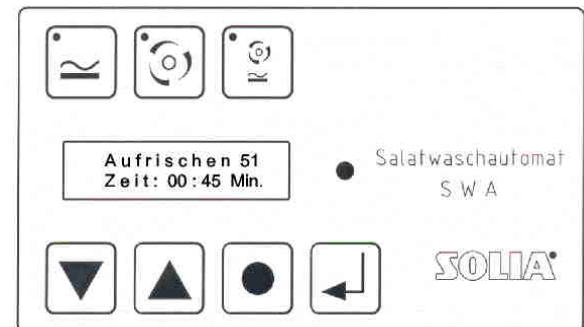 Aufrischen 51
Zeit: 00:45 Min.
Salatwaschautomat
SWA
SOLIA